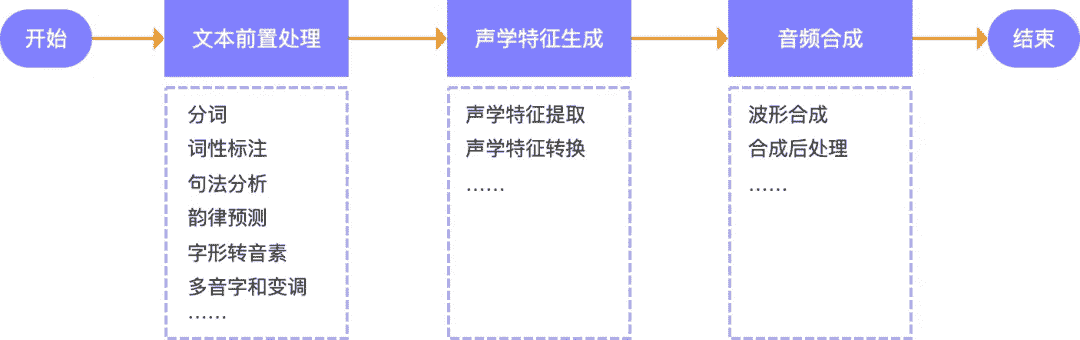 开始
文本前置处理
声学特征生成
音频合成
结束
分词
词性标注
句法分析
韵律预测
字形转音素
多音字和变调
……
声学特征提取
声学特征转换
……
波形合成
合成后处理
……